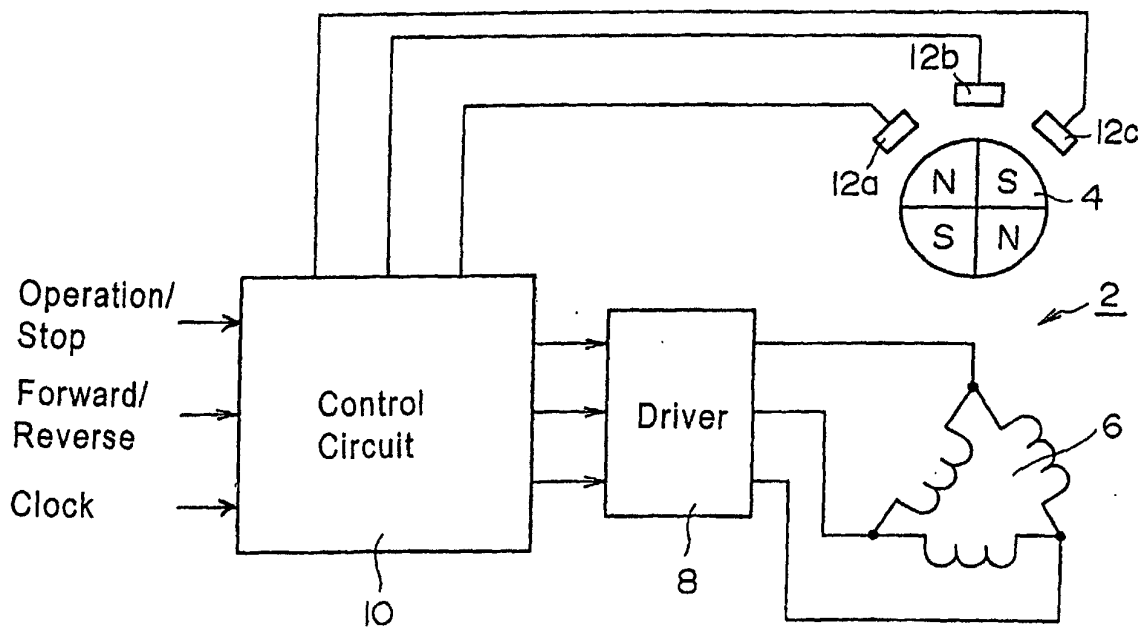 12b
12c
12a
N S
4
S N
Operation/
Stop
2
Forward/
Reverse
Control
Circuit
Driver
6
Clock
8
10